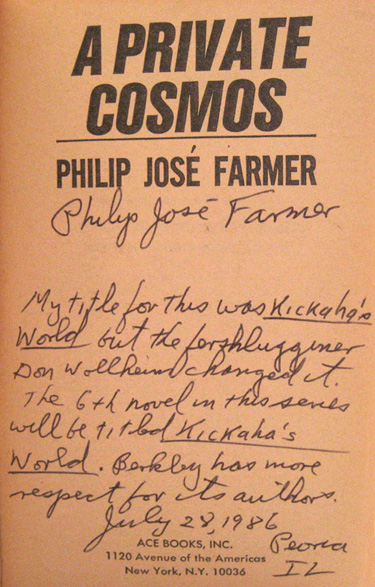 A PRIVATE
COSMOS
PHILIP JOSÉ FARMER
Philip José Farmer
My title for this was Kickaha's
World but the fershlugginer
Don Wollheim changed it.
The 6th novel in this series
will be titled Kickaha's
World. Berkley has more
respect for its authors.
July 28, 1986
Peoria
IL
ACE BOOKS, INC.
1120 Avenue of the Americas
New York, N.Y. 10036